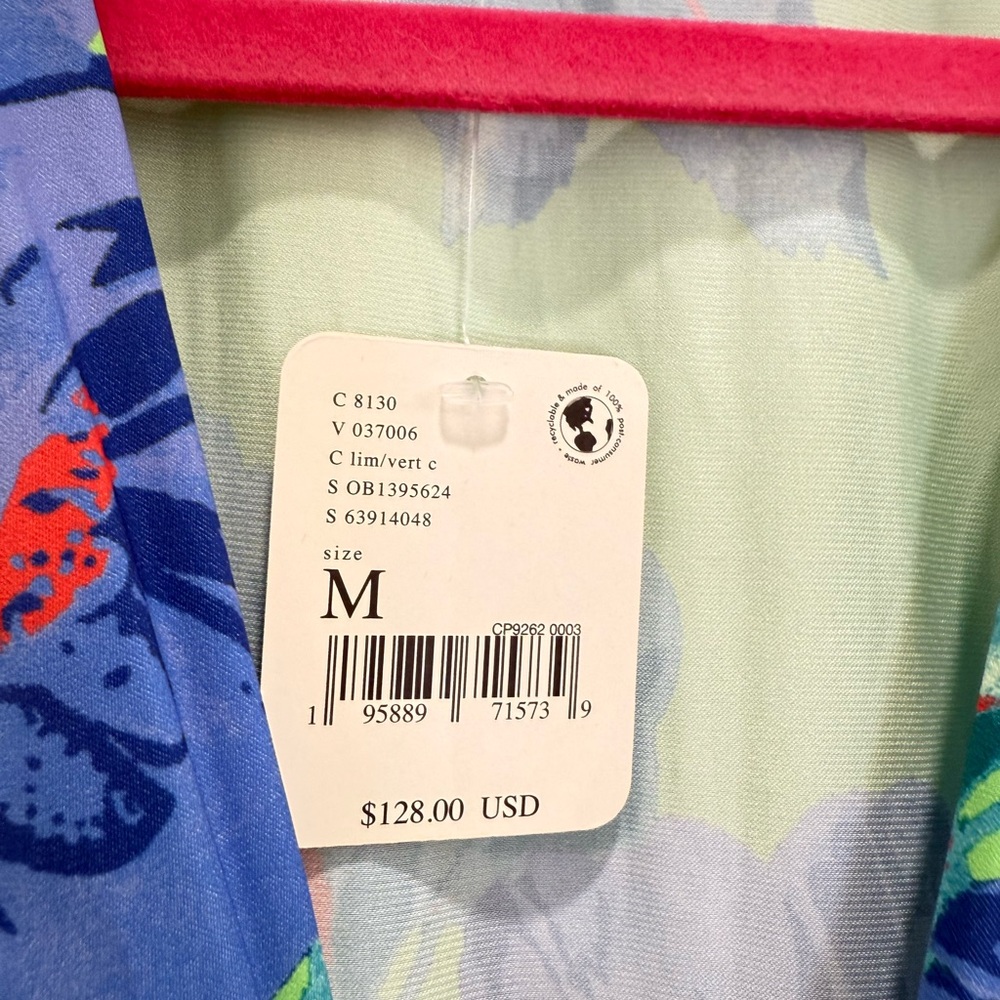 C 8130
V 037006
C lim/vert c
S OB1395624
S 63914048
recyclable & made of 100% post-consumer waste •
size
M
CP9262 0003
1 95889 71573 9
$128.00 USD